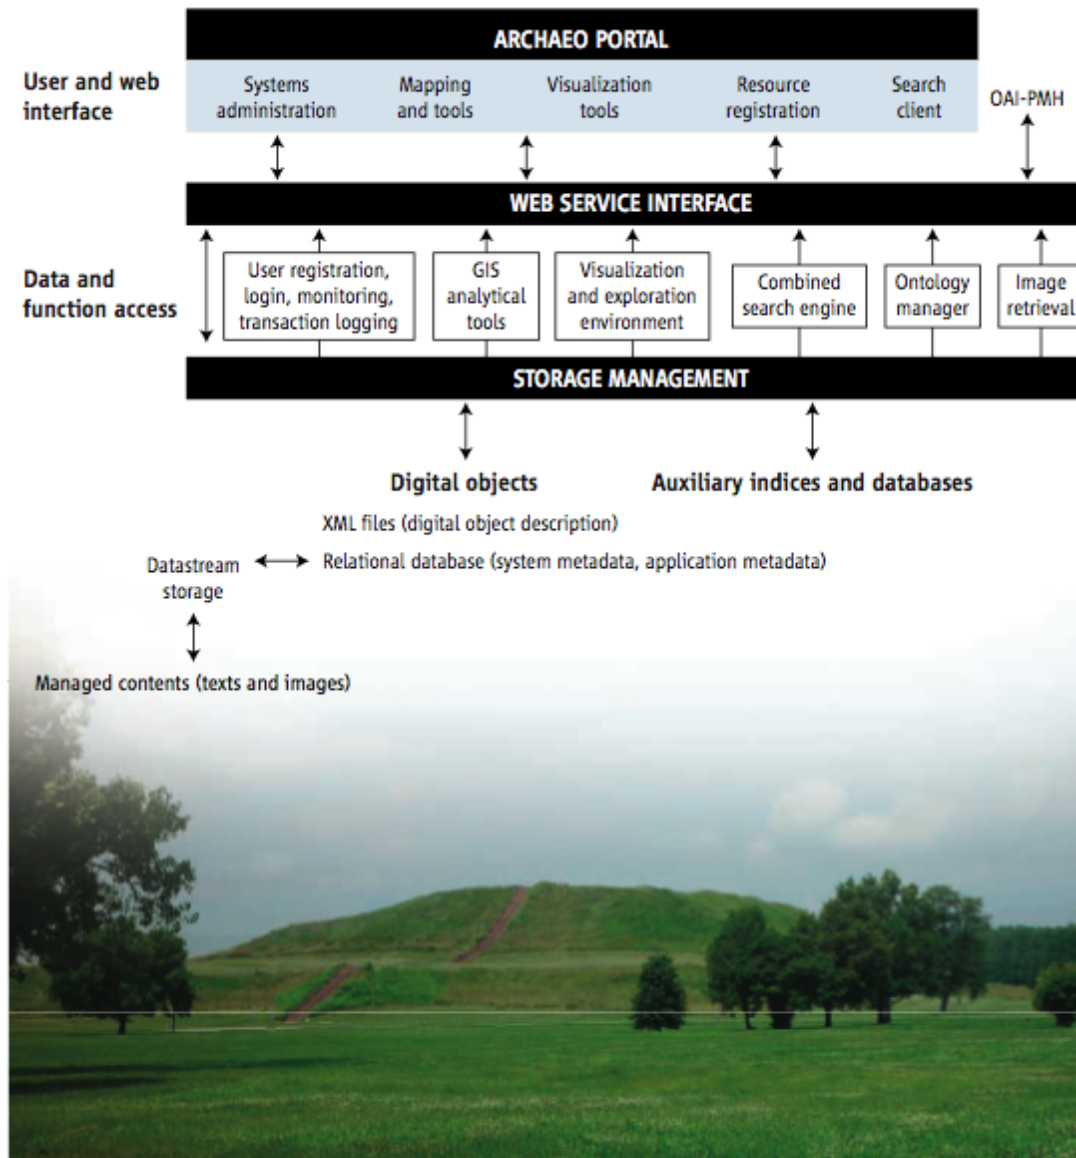 ARCHAEO PORTAL
User and web
interface
Systems
administration
Mapping
and tools
Visualization
tools
Resource
registration
Search
client
OAI-PMH
WEB SERVICE INTERFACE
Data and
function access
User registration,
login, monitoring,
transaction logging
GIS
analytical
tools
Visualization
and exploration
environment
Combined
search engine
Ontology
manager
Image
retrieval
STORAGE MANAGEMENT
Digital objects
Auxiliary indices and databases
XML files (digital object description)
Datastream
storage
Relational database (system metadata, application metadata)
Managed contents (texts and images)